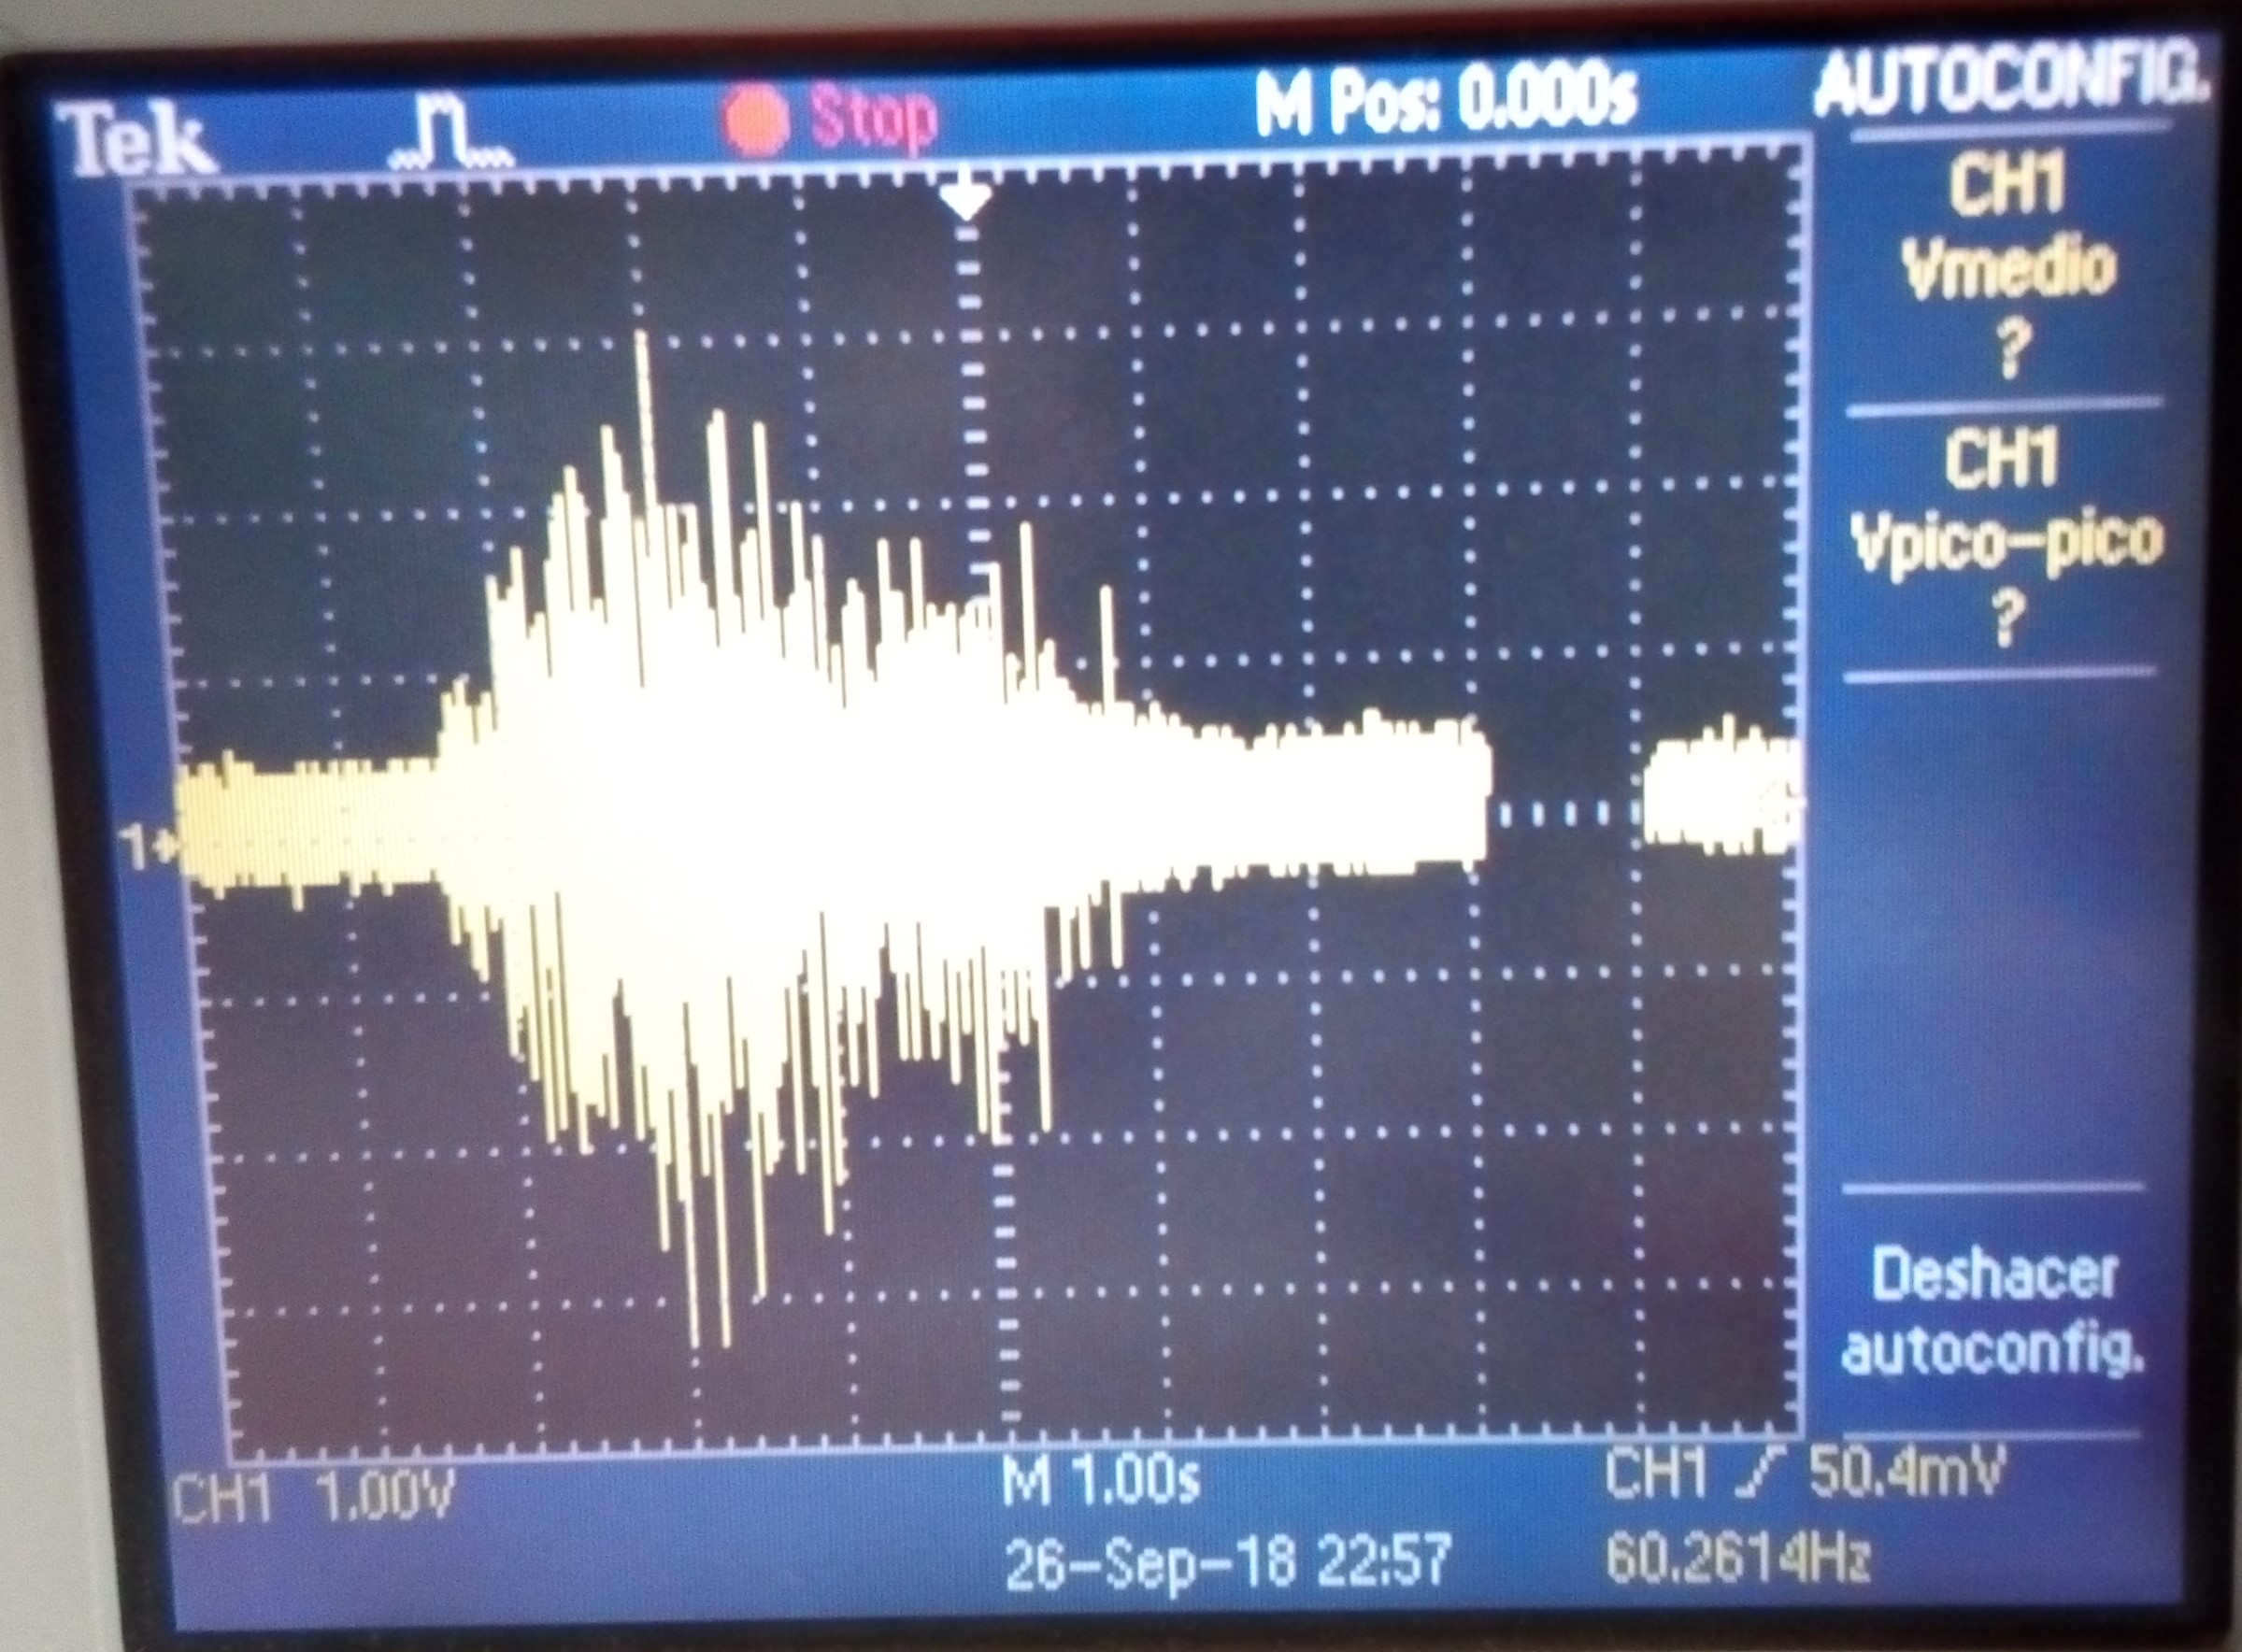 Tek Stop M Pos: 0.000s AUTOCONFIG.
CH1
Vmedio
?
CH1
Vpico-pico
?
1
Deshacer
autoconfig.
CH1 1.00V M 1.00s CH1 50.4mV
26-Sep-18 22:57 60.2614Hz